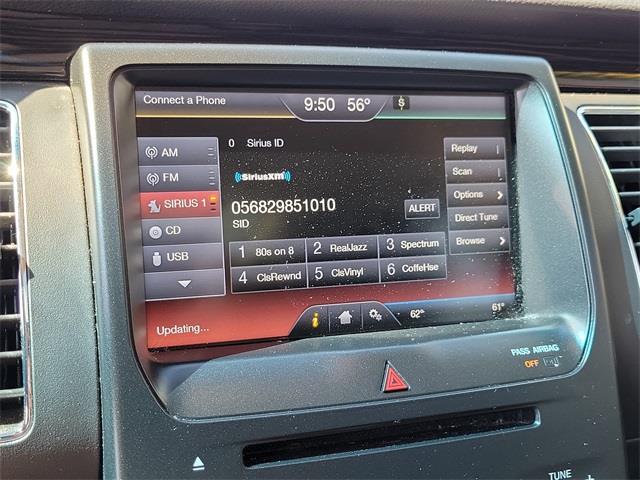 Connect a Phone
9:50 56°
0 Sirius ID
AM
FM
SIRIUS 1
CD
USB
((SiriusXM))
056829851010
SID
ALERT
Replay
Scan
Options >
Direct Tune
Browse >
1 80s on 8
2 RealJazz
3 Spectrum
4 ClsRewnd
5 ClsVinyl
6 CoffeHse
Updating...
i
62°
61°
PASS AIRBAG
OFF
TUNE
+